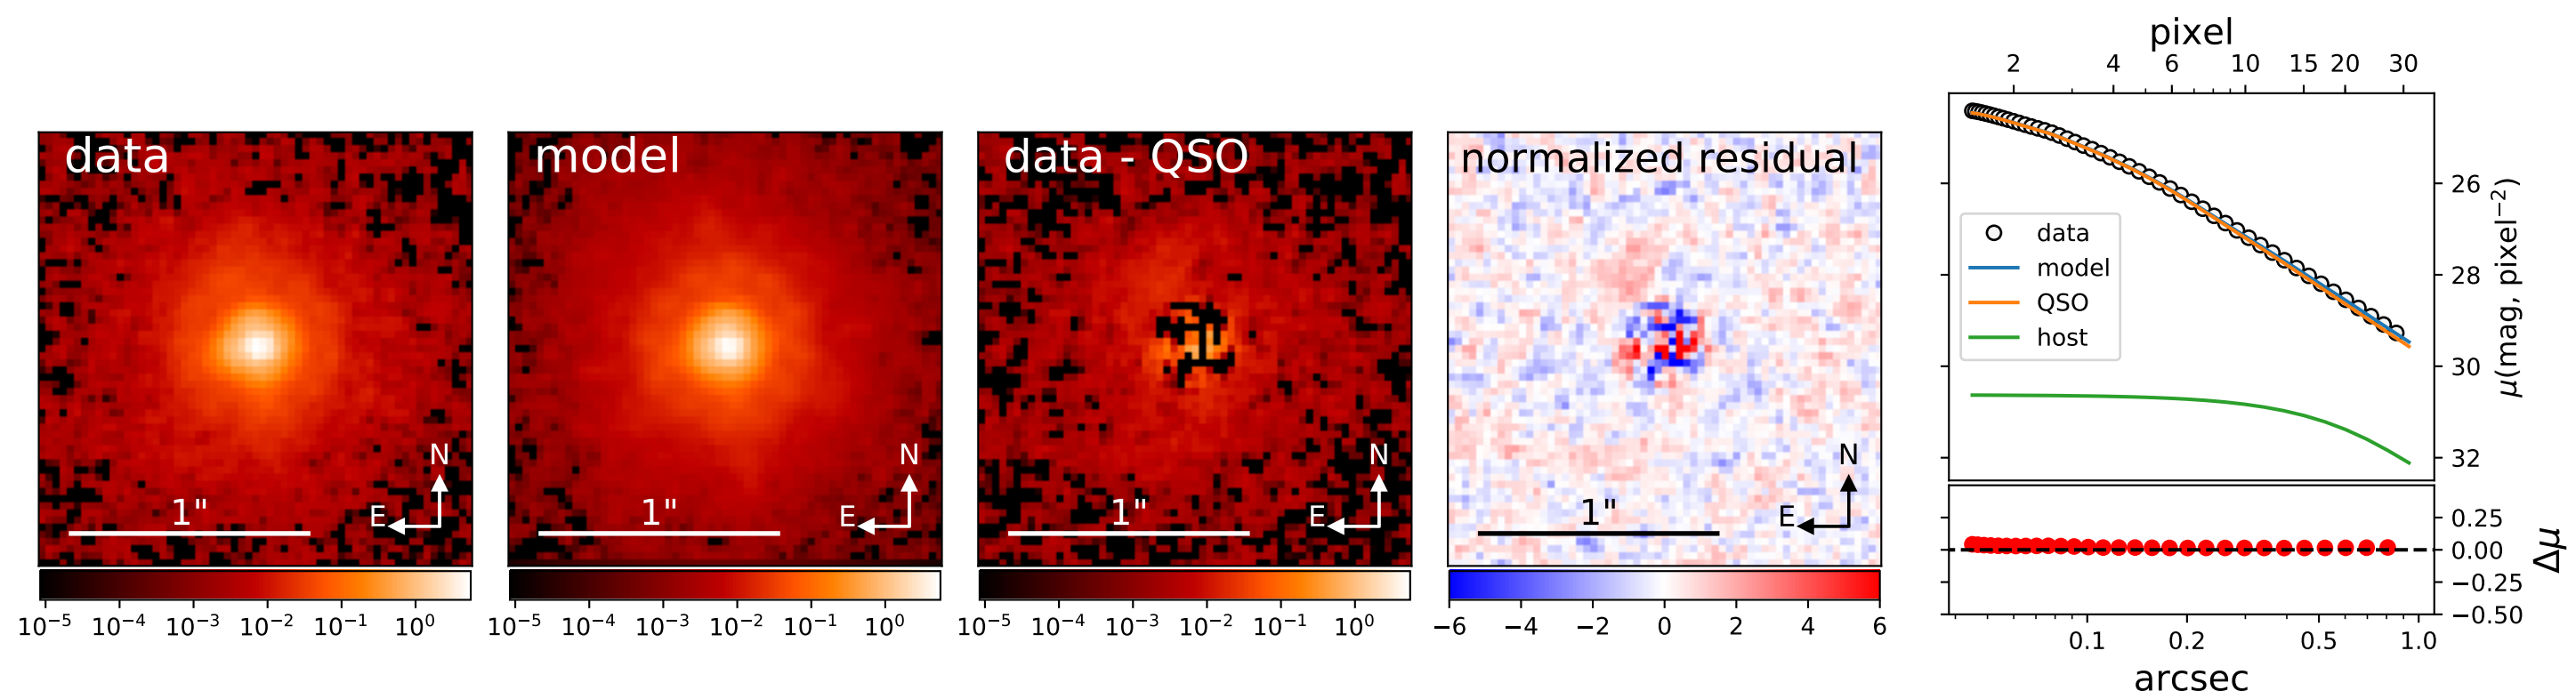 data
1"
N
E
10⁻⁵ 10⁻⁴ 10⁻³ 10⁻² 10⁻¹ 10⁰
model
1"
N
E
10⁻⁵ 10⁻⁴ 10⁻³ 10⁻² 10⁻¹ 10⁰
data - QSO
1"
N
E
10⁻⁵ 10⁻⁴ 10⁻³ 10⁻² 10⁻¹ 10⁰
normalized residual
1"
N
E
−6 −4 −2 0 2 4 6
pixel
2 4 6 10 15 20 30
data
model
QSO
host
26
28
30
32
μ(mag, pixel⁻²)
0.25
0.00
−0.25
−0.50
Δμ
0.1 0.2 0.5 1.0
arcsec